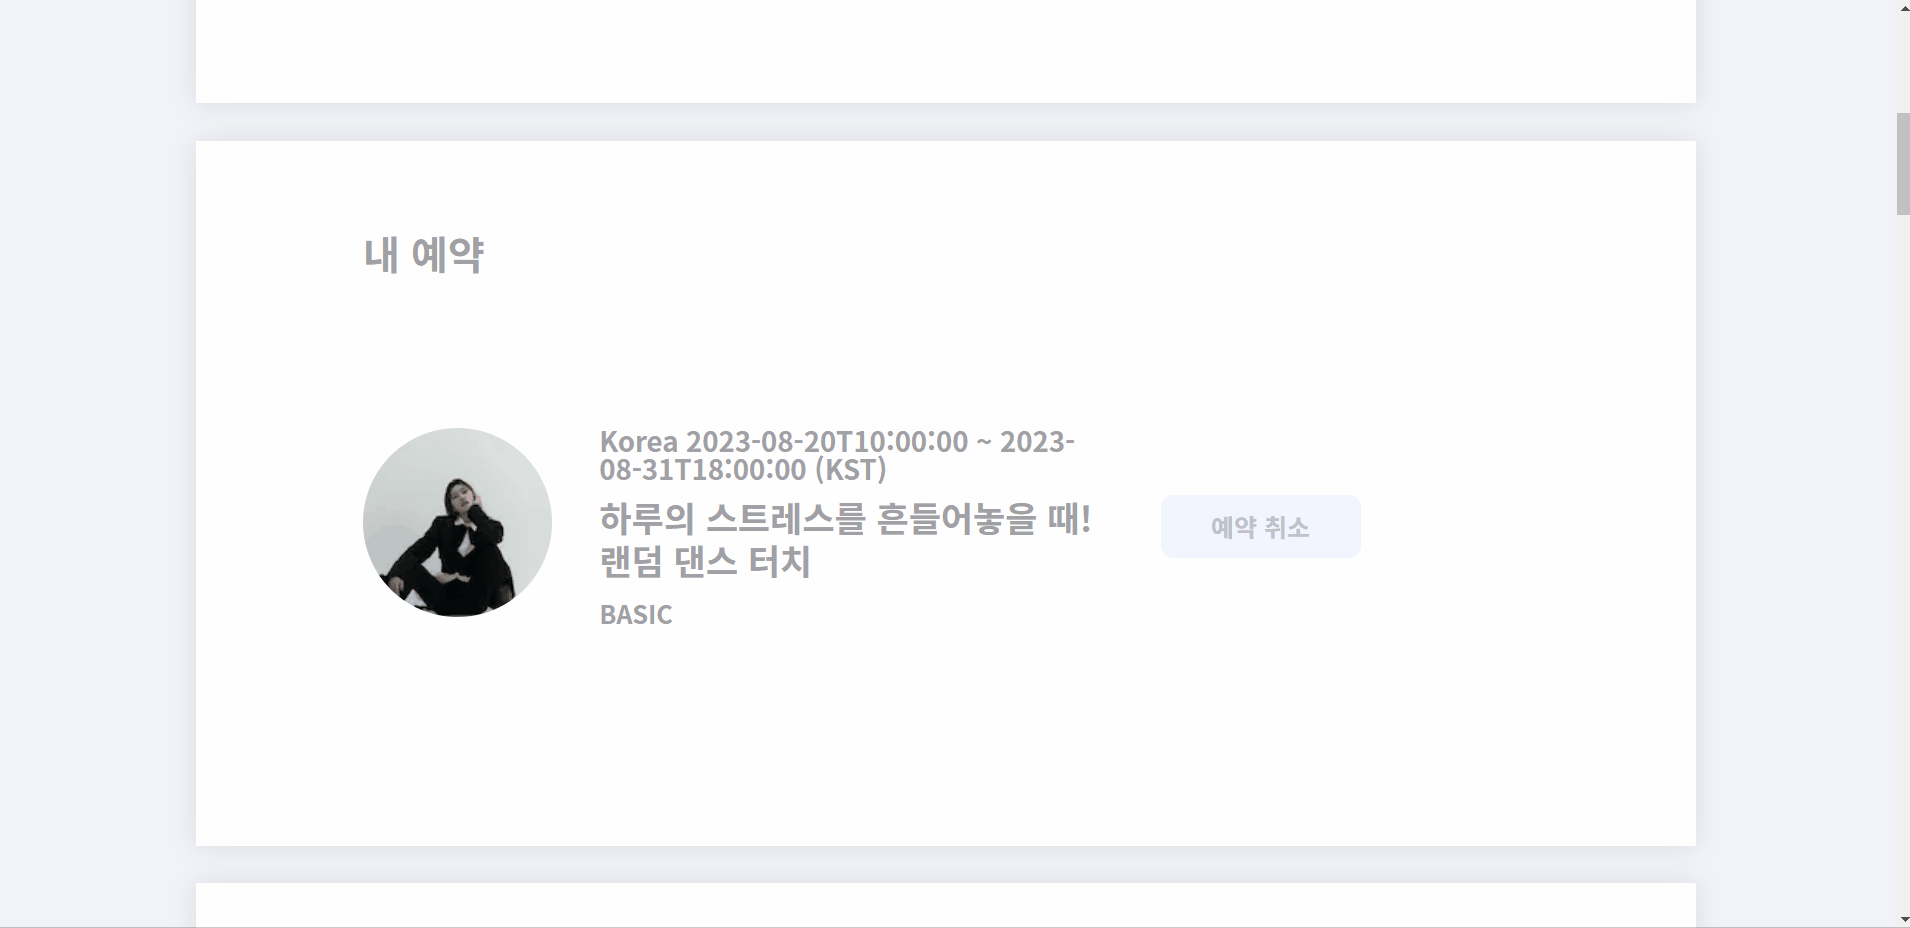 내 예약
Korea 2023-08-20T10:00:00 ~ 2023-
08-31T18:00:00 (KST)
하루의 스트레스를 흔들어놓을 때!
랜덤 댄스 터치
BASIC
예약 취소